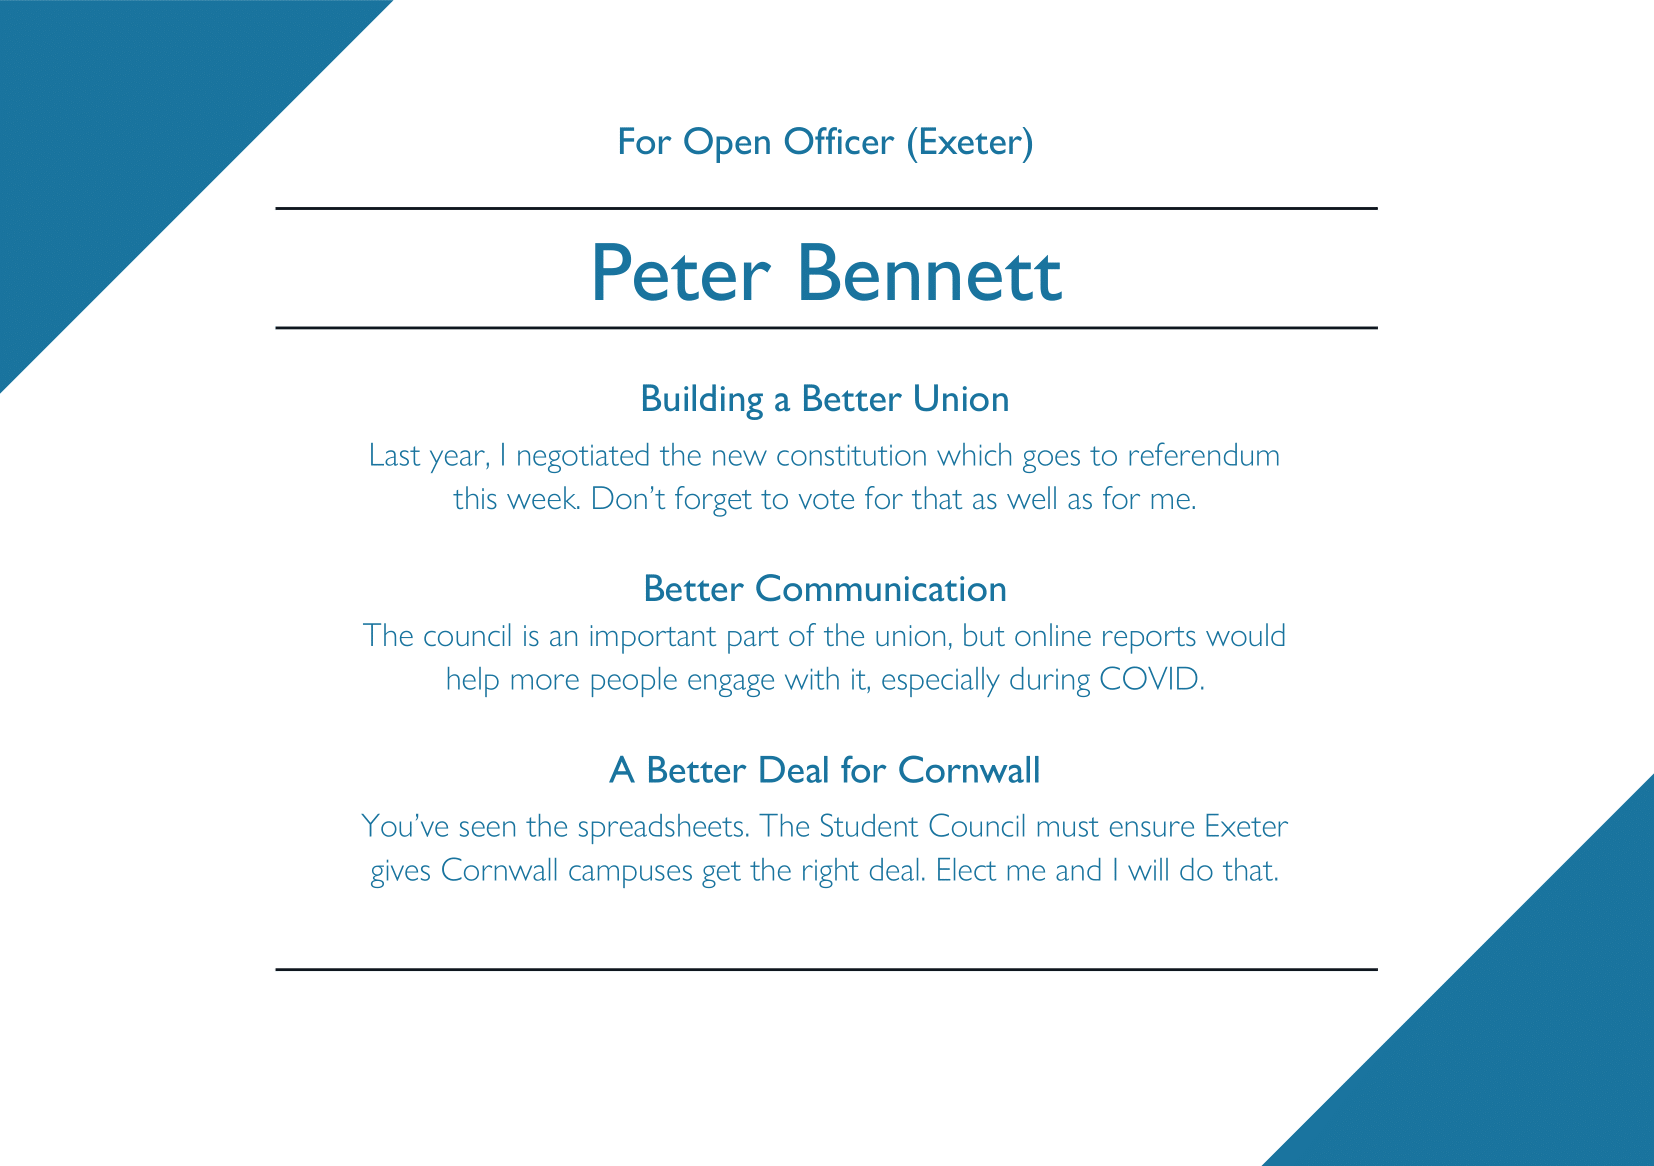 For Open Officer (Exeter)
Peter Bennett
Building a Better Union
Last year, I negotiated the new constitution which goes to referendum
this week. Don’t forget to vote for that as well as for me.
Better Communication
The council is an important part of the union, but online reports would
help more people engage with it, especially during COVID.
A Better Deal for Cornwall
You’ve seen the spreadsheets. The Student Council must ensure Exeter
gives Cornwall campuses get the right deal. Elect me and I will do that.